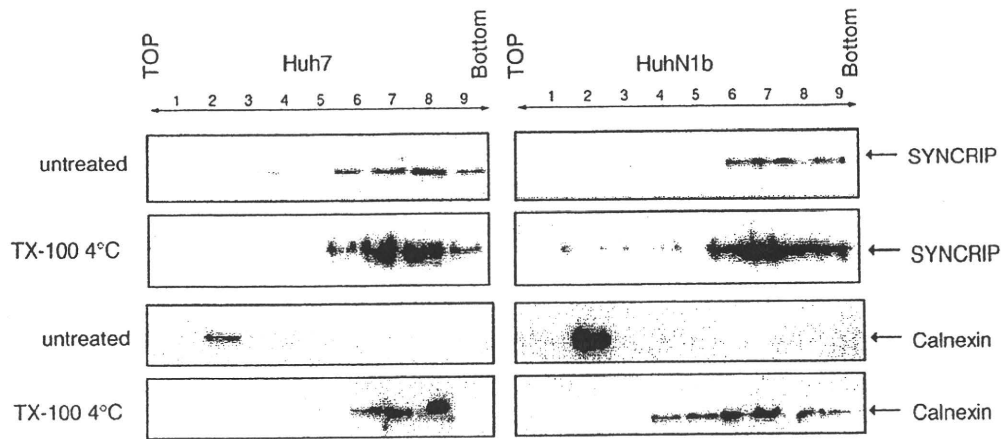 TOP Huh7 Bottom TOP HuhN1b Bottom
1 2 3 4 5 6 7 8 9 1 2 3 4 5 6 7 8 9
untreated SYNCRIP
TX-100 4°C SYNCRIP
untreated Calnexin
TX-100 4°C Calnexin